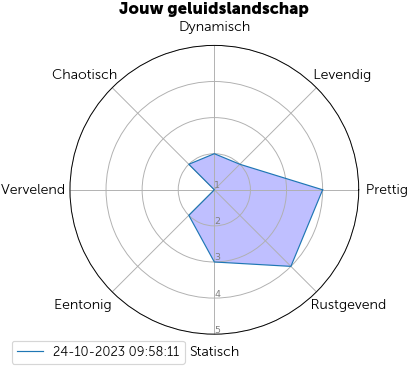 Jouw geluidslandschap
Dynamisch
Chaotisch
Levendig
Vervelend
Prettig
1
2
3
4
5
Eentonig
Rustgevend
24-10-2023 09:58:11
Statisch